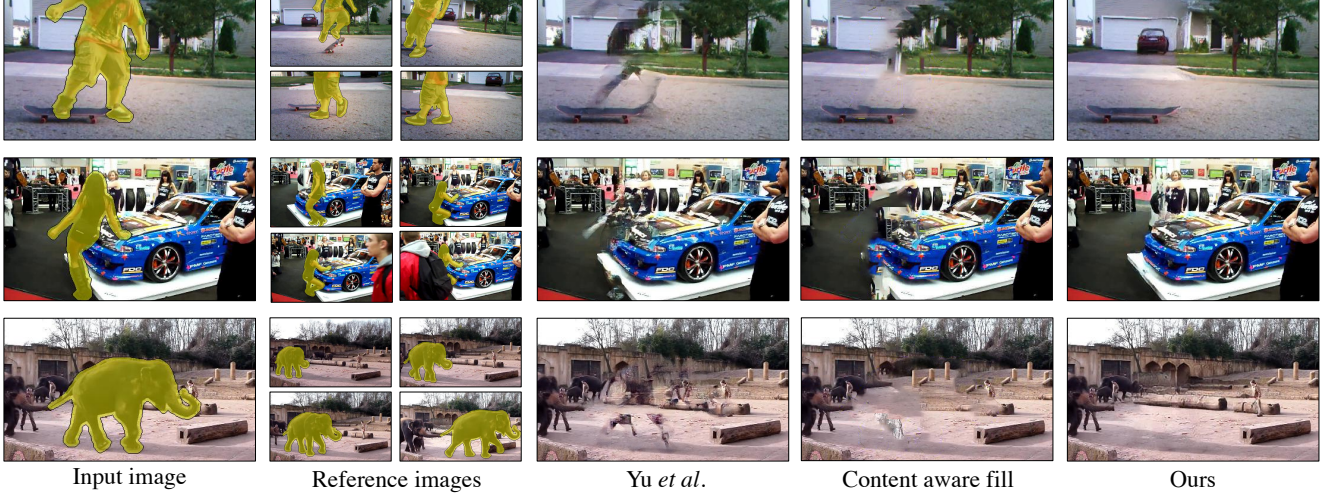 Input image
Reference images
Yu et al.
Content aware fill
Ours